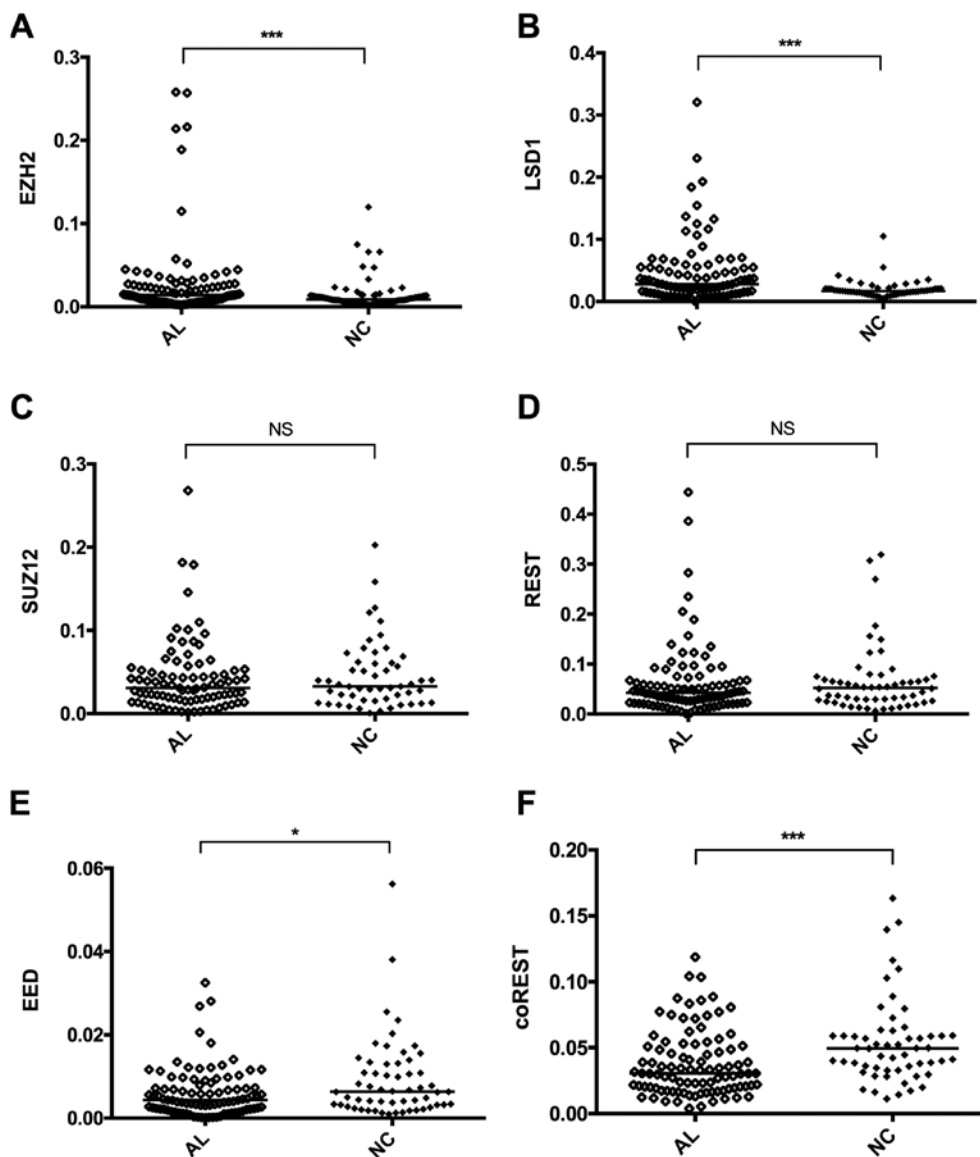 A
***
0.3
0.2
0.1
0.0
EZH2
AL
NC
B
***
0.4
0.3
0.2
0.1
0.0
LSD1
AL
NC
C
NS
0.3
0.2
0.1
0.0
SUZ12
AL
NC
D
NS
0.5
0.4
0.3
0.2
0.1
0.0
REST
AL
NC
E
*
0.06
0.04
0.02
0.00
EED
AL
NC
F
***
0.20
0.15
0.10
0.05
0.00
coREST
AL
NC